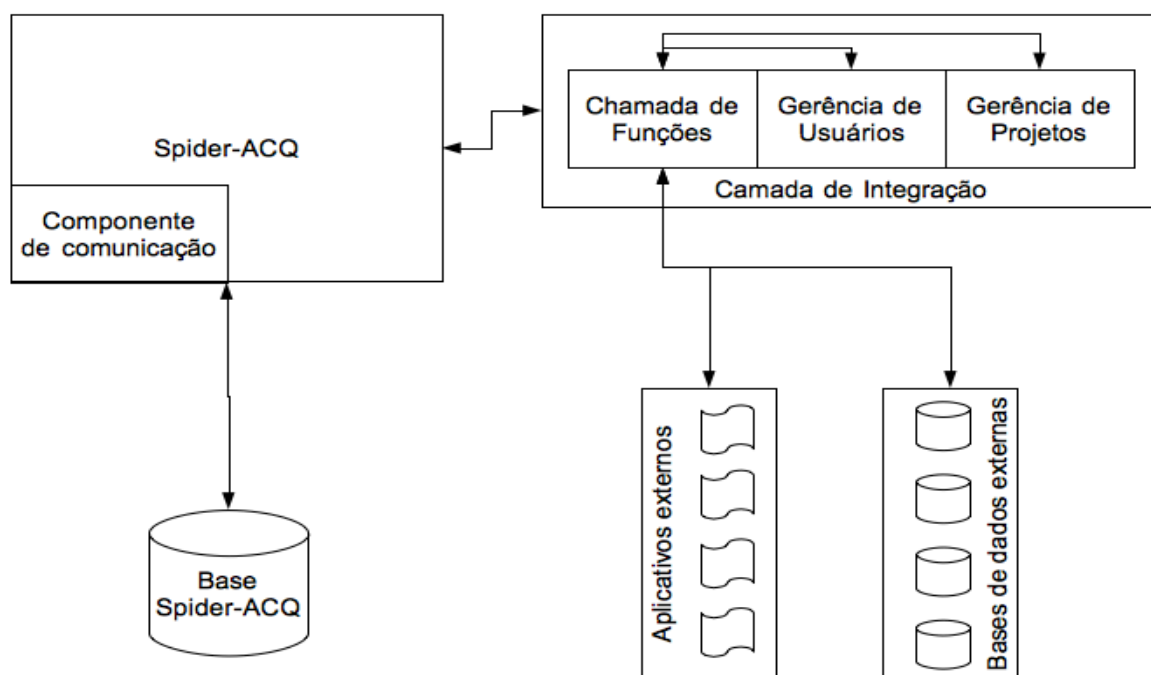 Spider-ACQ
Componente
de comunicação
Base
Spider-ACQ
Chamada de
Funções
Gerência de
Usuários
Gerência de
Projetos
Camada de Integração
Aplicativos externos
Bases de dados externas